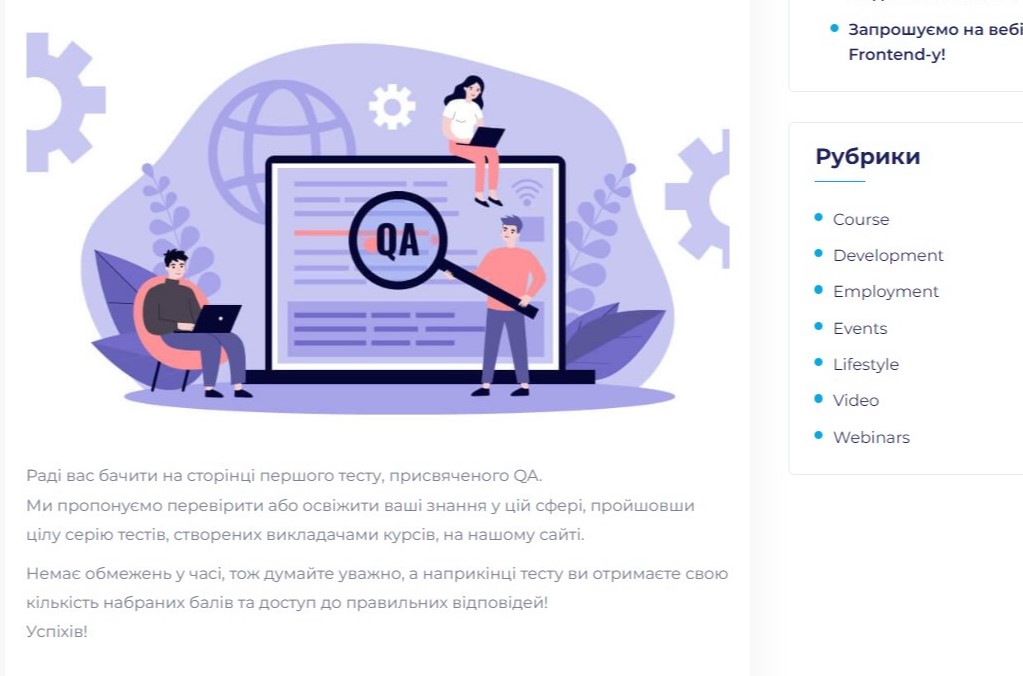 QA
Раді вас бачити на сторінці першого тесту, присвяченого QA.
Ми пропонуємо перевірити або освіжити ваші знання у цій сфері, пройшовши
цілу серію тестів, створених викладачами курсів, на нашому сайті.
Немає обмежень у часі, тож думайте уважно, а наприкінці тесту ви отримаєте свою
кількість набраних балів та доступ до правильних відповідей!
Успіхів!
Запрошуємо на вебі
Frontend-у!
Рубрики
Course
Development
Employment
Events
Lifestyle
Video
Webinars